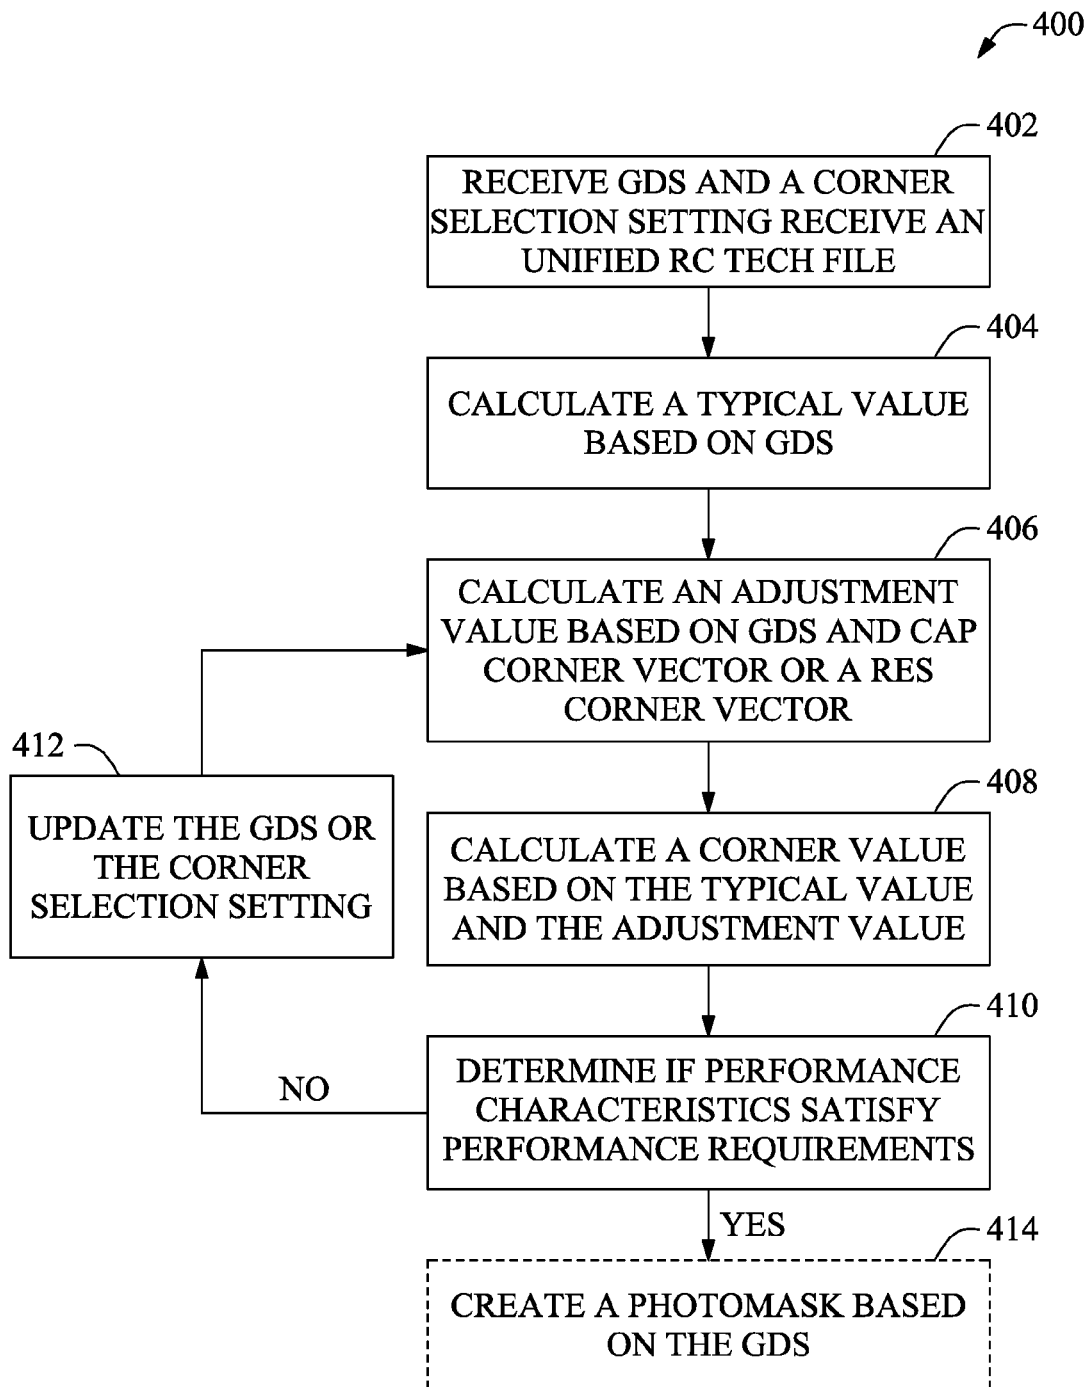 400
402
RECEIVE GDS AND A CORNER
SELECTION SETTING RECEIVE AN
UNIFIED RC TECH FILE
404
CALCULATE A TYPICAL VALUE
BASED ON GDS
406
CALCULATE AN ADJUSTMENT
VALUE BASED ON GDS AND CAP
CORNER VECTOR OR A RES
CORNER VECTOR
412
UPDATE THE GDS OR
THE CORNER
SELECTION SETTING
408
CALCULATE A CORNER VALUE
BASED ON THE TYPICAL VALUE
AND THE ADJUSTMENT VALUE
410
DETERMINE IF PERFORMANCE
CHARACTERISTICS SATISFY
PERFORMANCE REQUIREMENTS
NO
YES
414
CREATE A PHOTOMASK BASED
ON THE GDS